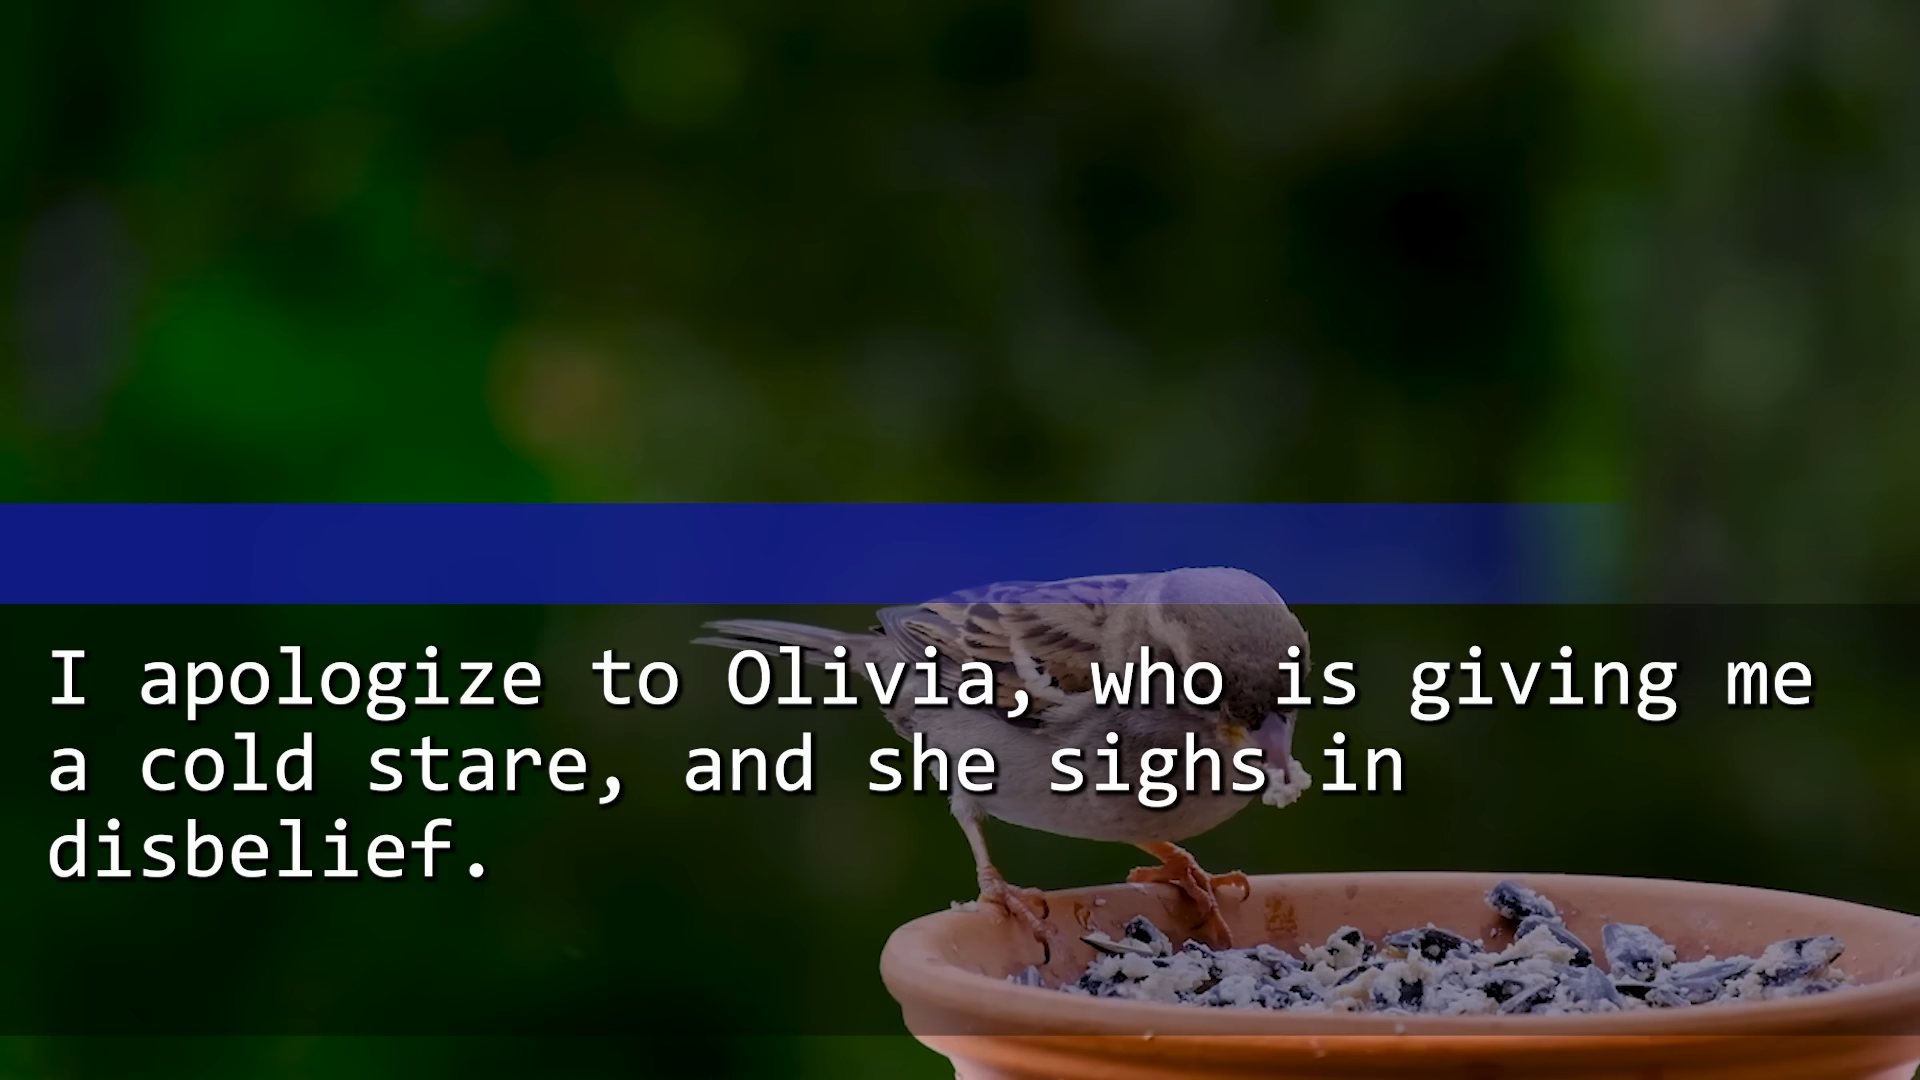 I apologize to Olivia, who is giving me
a cold stare, and she sighs in
disbelief.